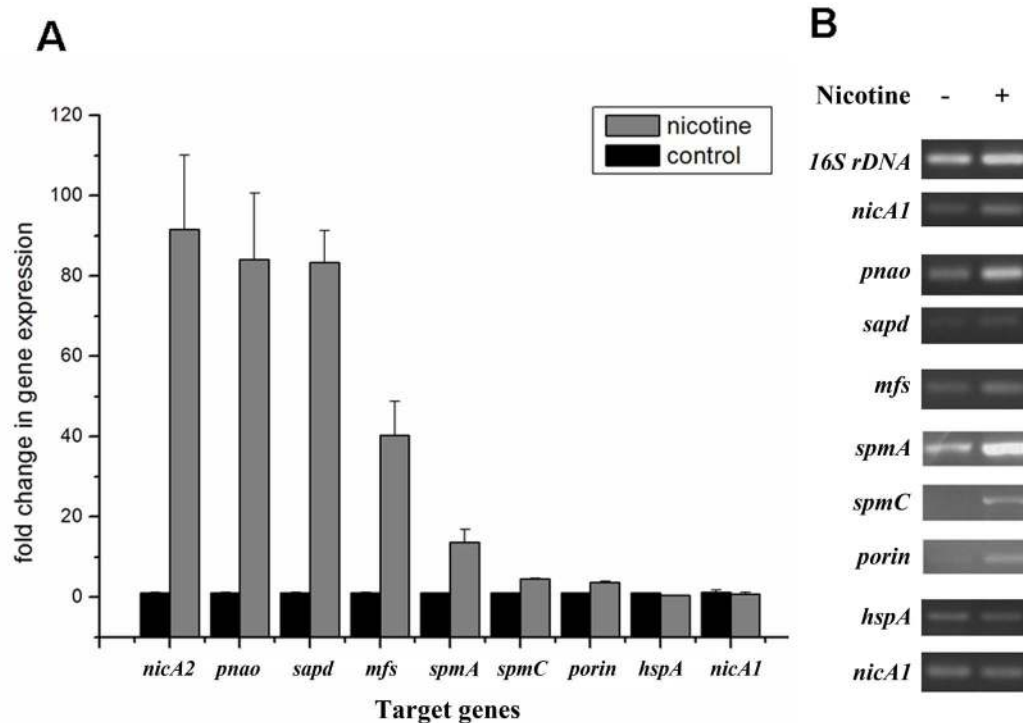 A
120
100
80
60
40
20
0
fold change in gene expression
nicotine
control
nicA2 pnao sapd mfs spmA spmC porin hspA nicA1
Target genes
B
Nicotine - +
16S rDNA
nicA1
pnao
sapd
mfs
spmA
spmC
porin
hspA
nicA1